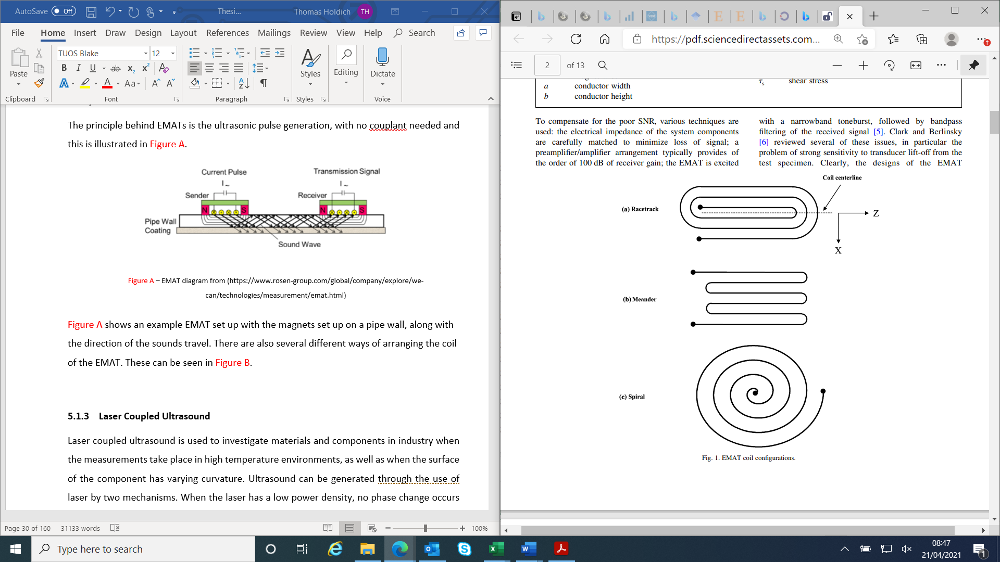 AutoSave Off Thesi... Thomas Holdich TH
File Home Insert Draw Design Layout References Mailings Review View Help Search
Paste
Clipboard
TUOS Blake 12
B I U ab x2 x2
A A Aa A A
Font
Paragraph
Styles
Styles
Editing
Dictate
Voice
The principle behind EMATs is the ultrasonic pulse generation, with no couplant needed and
this is illustrated in Figure A.
Current Pulse Transmission Signal
I~ I~
Sender Receiver
N S N S
Pipe Wall
Coating
Sound Wave
Figure A – EMAT diagram from (https://www.rosen-group.com/global/company/explore/we-
can/technologies/measurement/emat.html)
Figure A shows an example EMAT set up with the magnets set up on a pipe wall, along with
the direction of the sounds travel. There are also several different ways of arranging the coil
of the EMAT. These can be seen in Figure B.
5.1.3 Laser Coupled Ultrasound
Laser coupled ultrasound is used to investigate materials and components in industry when
the measurements take place in high temperature environments, as well as when the surface
of the component has varying curvature. Ultrasound can be generated through the use of
laser by two mechanisms. When the laser has a low power density, no phase change occurs
Page 30 of 160 31133 words 100%
https://pdf.sciencedirectassets.com...
2 of 13
a conductor width
b conductor height
τs shear stress
To compensate for the poor SNR, various techniques are
used: the electrical impedance of the system components
are carefully matched to minimize loss of signal; a
preamplifier/amplifier arrangement typically provides of
the order of 100 dB of receiver gain; the EMAT is excited
with a narrowband toneburst, followed by bandpass
filtering of the received signal [5]. Clark and Berlinsky
[6] reviewed several of these issues, in particular the
problem of strong sensitivity to transducer lift-off from the
test specimen. Clearly, the designs of the EMAT
Coil centerline
(a) Racetrack
Z
X
(b) Meander
(c) Spiral
Fig. 1. EMAT coil configurations.
Type here to search
08:47
21/04/2021
1